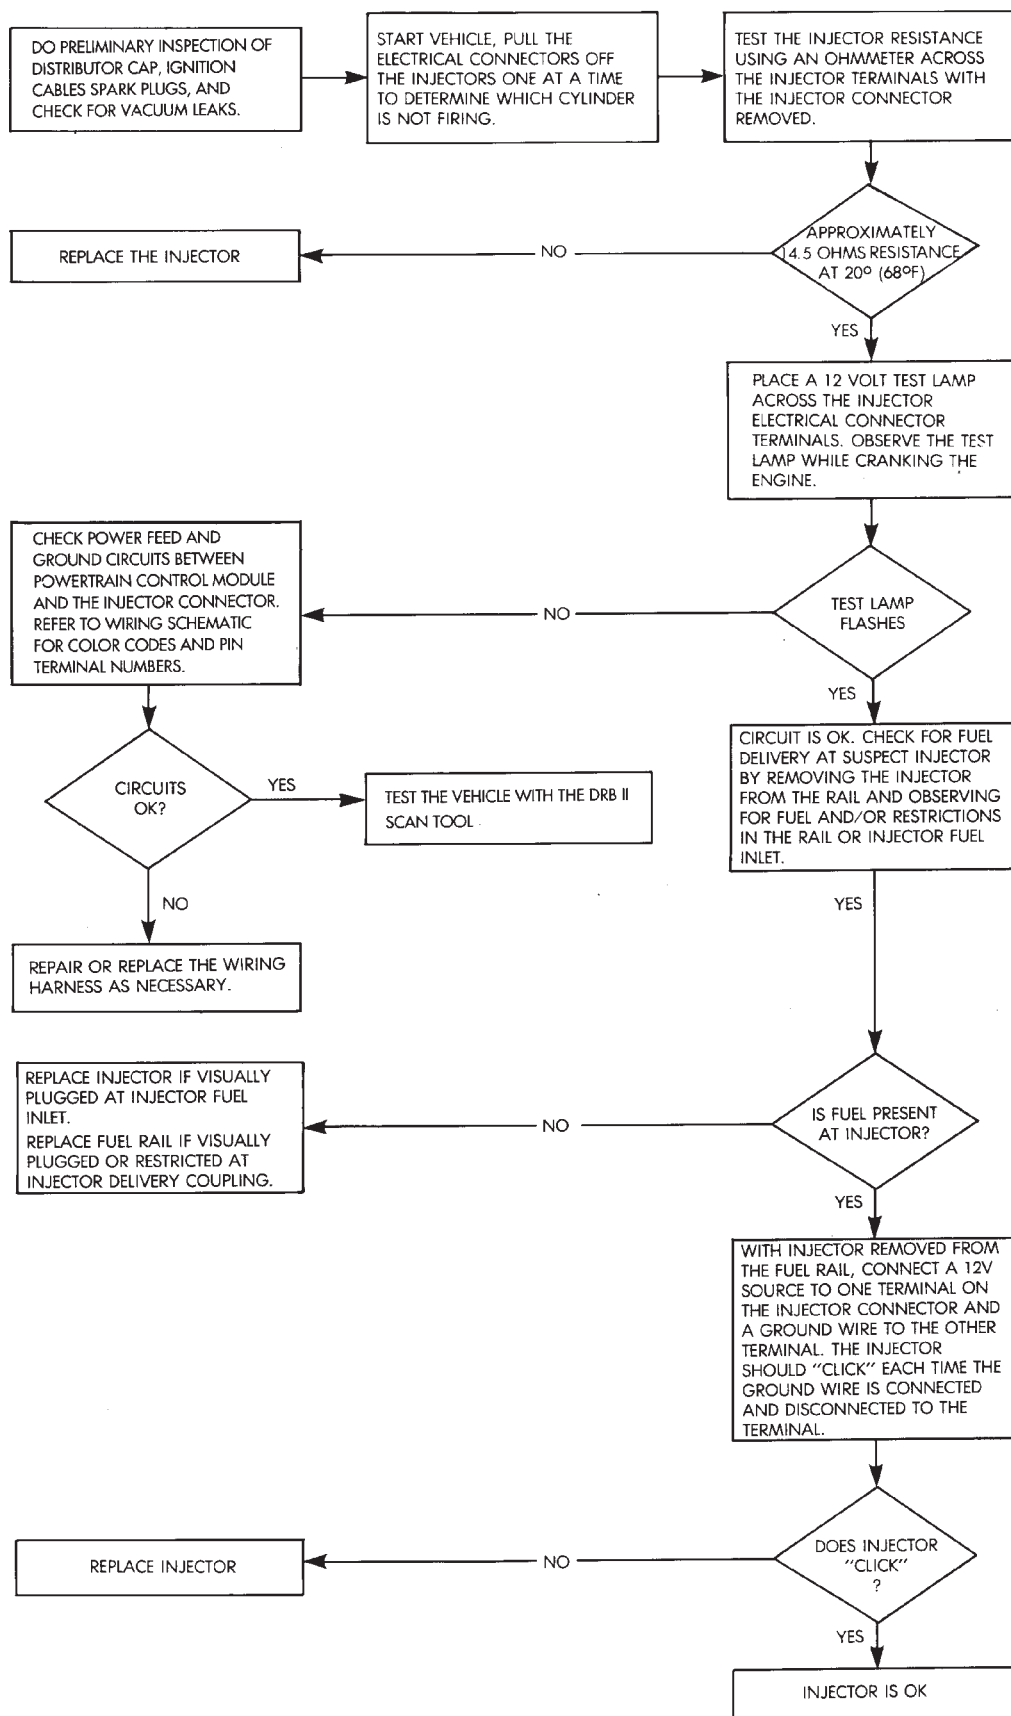 DO PRELIMINARY INSPECTION OF
DISTRIBUTOR CAP, IGNITION
CABLES SPARK PLUGS, AND
CHECK FOR VACUUM LEAKS.
START VEHICLE, PULL THE
ELECTRICAL CONNECTORS OFF
THE INJECTORS ONE AT A TIME
TO DETERMINE WHICH CYLINDER
IS NOT FIRING.
TEST THE INJECTOR RESISTANCE
USING AN OHMMETER ACROSS
THE INJECTOR TERMINALS WITH
THE INJECTOR CONNECTOR
REMOVED.
APPROXIMATELY
14.5 OHMS RESISTANCE
AT 20° (68°F)
NO
REPLACE THE INJECTOR
YES
PLACE A 12 VOLT TEST LAMP
ACROSS THE INJECTOR
ELECTRICAL CONNECTOR
TERMINALS. OBSERVE THE TEST
LAMP WHILE CRANKING THE
ENGINE.
TEST LAMP
FLASHES
NO
CHECK POWER FEED AND
GROUND CIRCUITS BETWEEN
POWERTRAIN CONTROL MODULE
AND THE INJECTOR CONNECTOR.
REFER TO WIRING SCHEMATIC
FOR COLOR CODES AND PIN
TERMINAL NUMBERS.
CIRCUITS
OK?
YES
TEST THE VEHICLE WITH THE DRB II
SCAN TOOL
NO
REPAIR OR REPLACE THE WIRING
HARNESS AS NECESSARY.
YES
CIRCUIT IS OK. CHECK FOR FUEL
DELIVERY AT SUSPECT INJECTOR
BY REMOVING THE INJECTOR
FROM THE RAIL AND OBSERVING
FOR FUEL AND/OR RESTRICTIONS
IN THE RAIL OR INJECTOR FUEL
INLET.
YES
IS FUEL PRESENT
AT INJECTOR?
NO
REPLACE INJECTOR IF VISUALLY
PLUGGED AT INJECTOR FUEL
INLET.
REPLACE FUEL RAIL IF VISUALLY
PLUGGED OR RESTRICTED AT
INJECTOR DELIVERY COUPLING.
YES
WITH INJECTOR REMOVED FROM
THE FUEL RAIL, CONNECT A 12V
SOURCE TO ONE TERMINAL ON
THE INJECTOR CONNECTOR AND
A GROUND WIRE TO THE OTHER
TERMINAL. THE INJECTOR
SHOULD "CLICK" EACH TIME THE
GROUND WIRE IS CONNECTED
AND DISCONNECTED TO THE
TERMINAL.
DOES INJECTOR
"CLICK"
?
NO
REPLACE INJECTOR
YES
INJECTOR IS OK